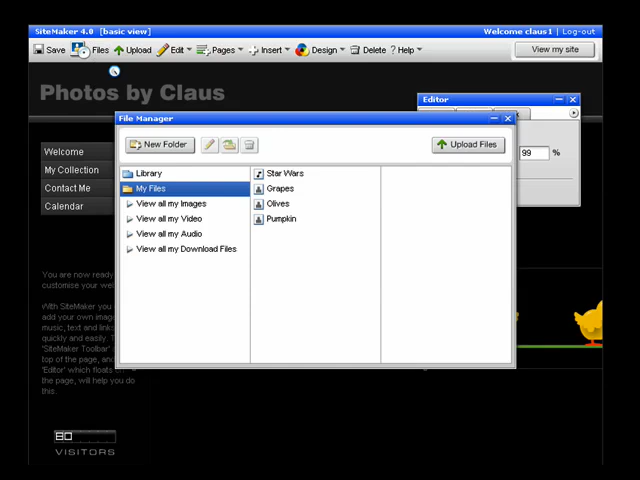 SiteMaker 4.0 [basic view]
Welcome claus1 | Log-out
Save Files Upload Edit Pages Insert Design Delete ? Help
View my site
Photos by Claus
Editor
File Manager
New Folder
Upload Files
99 %
Welcome
My Collection
Contact Me
Calendar
Library
My Files
View all my Images
View all my Video
View all my Audio
View all my Download Files
Star Wars
Grapes
Olives
Pumpkin
You are now ready
customise your we
With SiteMaker you
add your own imag
music, text and links
quickly and easily. T
'SiteMaker Toolbar'
top of the page, and
'Editor' which floats
the page, will help you do
this.
80
VISITORS